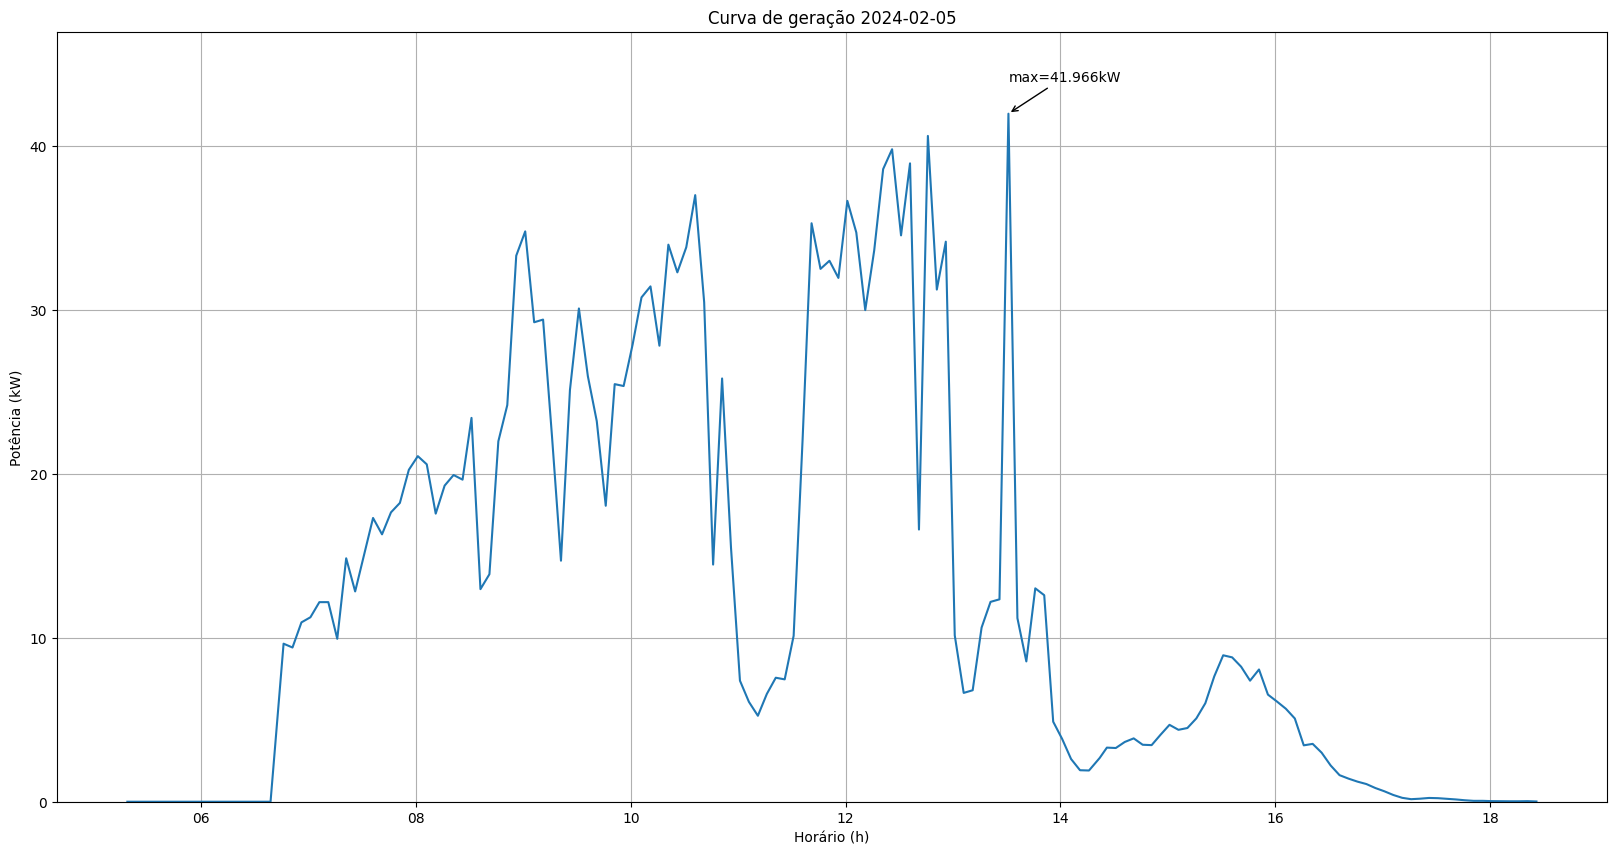 Curva de geração 2024-02-05
max=41.966kW
Potência (kW)
40
30
20
10
0
06 08 10 12 14 16 18
Horário (h)